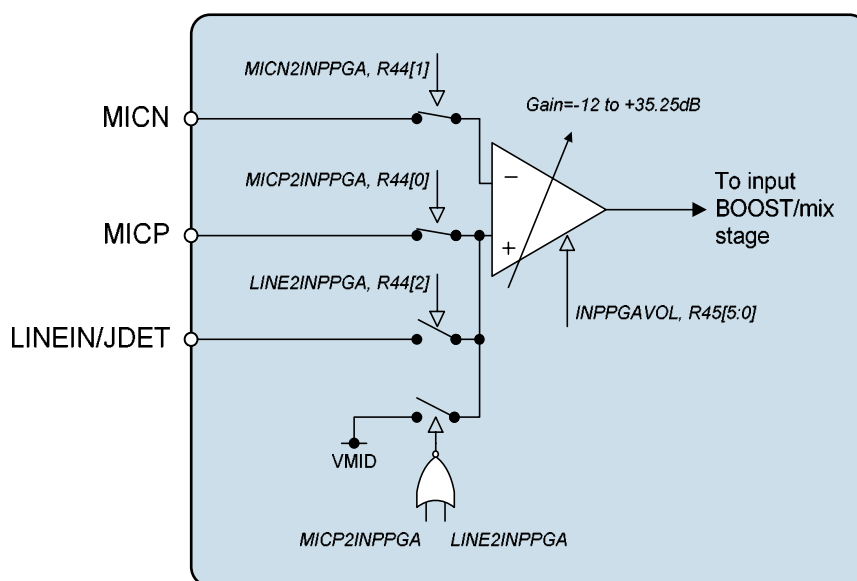 MICN2INPPGA, R44[1]
Gain=-12 to +35.25dB
MICN
MICP2INPPGA, R44[0]
−
To input
BOOST/mix
stage
MICP
+
LINE2INPPGA, R44[2]
INPPGAVOL, R45[5:0]
LINEIN/JDET
VMID
MICP2INPPGA LINE2INPPGA